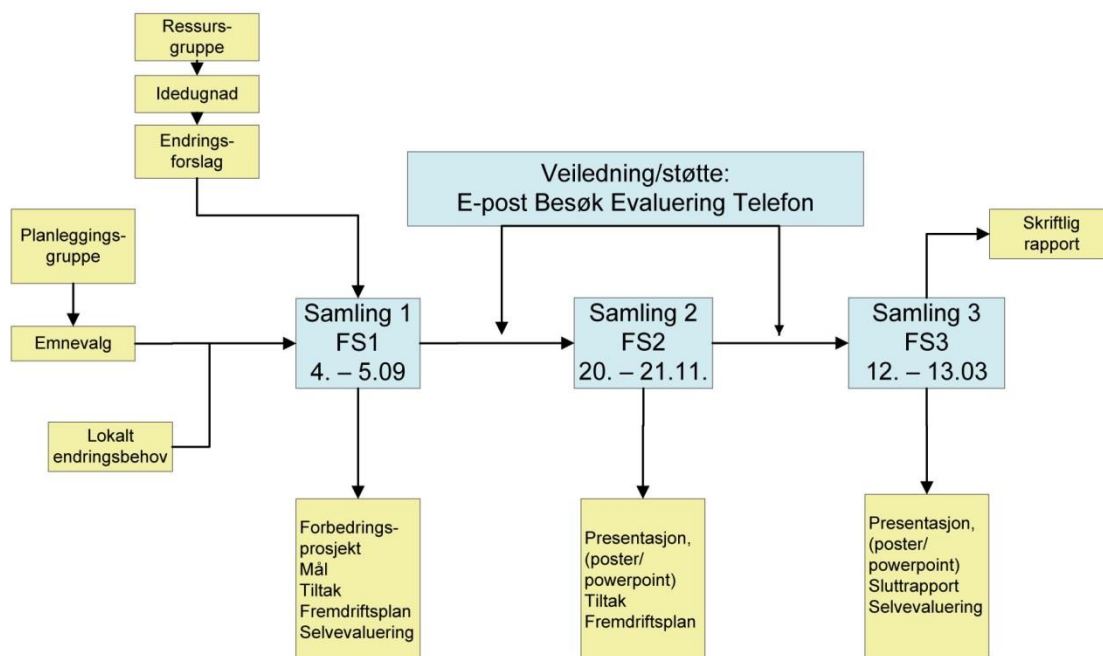 Ressurs-
gruppe
Idedugnad
Endrings-
forslag
Veiledning/støtte:
E-post Besøk Evaluering Telefon
Planleggings-
gruppe
Skriftlig
rapport
Emnevalg
Samling 1
FS1
4. – 5.09
Samling 2
FS2
20. – 21.11.
Samling 3
FS3
12. – 13.03
Lokalt
endringsbehov
Forbedrings-
prosjekt
Mål
Tiltak
Fremdriftsplan
Selvevaluering
Presentasjon,
(poster/
powerpoint)
Tiltak
Fremdriftsplan
Presentasjon,
(poster/
powerpoint)
Sluttrapport
Selvevaluering